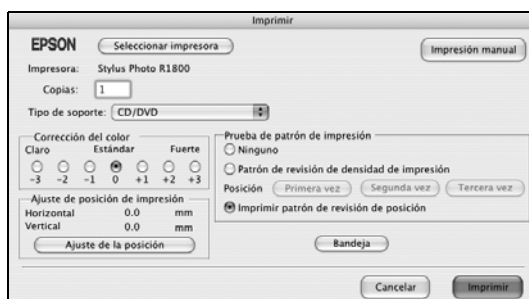 Imprimir
EPSON
Seleccionar impresora
Impresión manual
Impresora: Stylus Photo R1800
Copias: 1
Tipo de soporte: CD/DVD
Corrección del color
Claro Estándar Fuerte
-3 -2 -1 0 +1 +2 +3
Ajuste de posición de impresión
Horizontal 0.0 mm
Vertical 0.0 mm
Ajuste de la posición
Prueba de patrón de impresión
Ninguno
Patrón de revisión de densidad de impresión
Posición Primera vez Segunda vez Tercera vez
Imprimir patrón de revisión de posición
Bandeja
Cancelar Imprimir